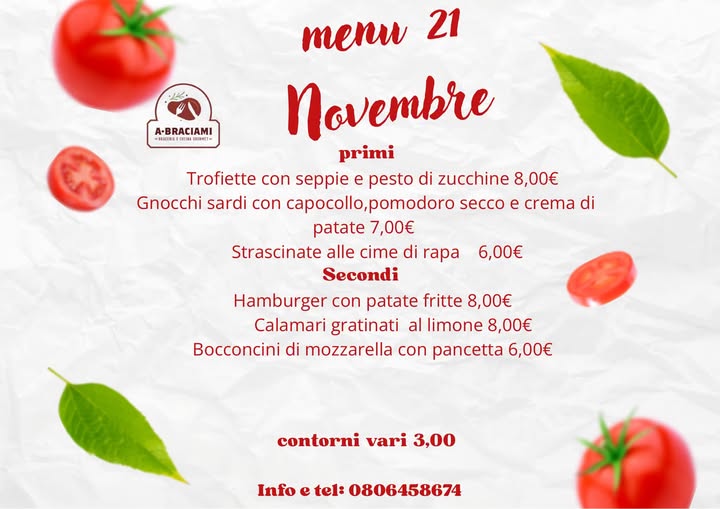 menu 21
Novembre
A-BRACIAMI
BRACERIA E CUCINA GOURMET
primi
Trofiette con seppie e pesto di zucchine 8,00€
Gnocchi sardi con capocollo,pomodoro secco e crema di
patate 7,00€
Strascinate alle cime di rapa 6,00€
Secondi
Hamburger con patate fritte 8,00€
Calamari gratinati al limone 8,00€
Bocconcini di mozzarella con pancetta 6,00€
contorni vari 3,00
Info e tel: 0806458674